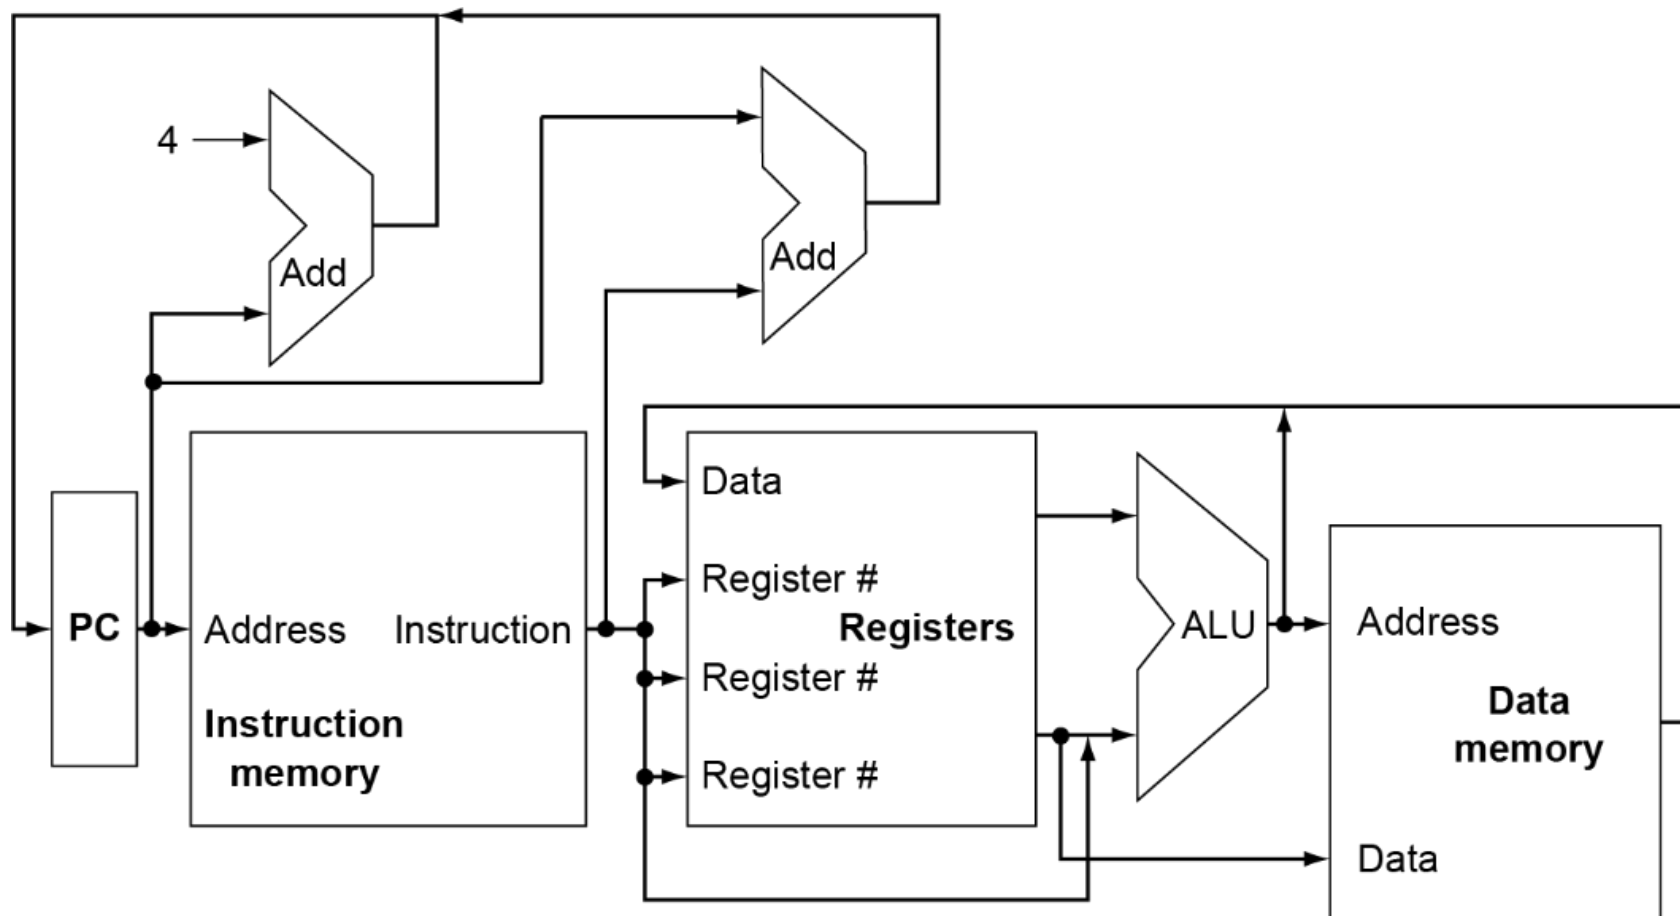 4
Add
Add
PC
Address
Instruction
Instruction
memory
Data
Register #
Registers
Register #
Register #
ALU
Address
Data
memory
Data